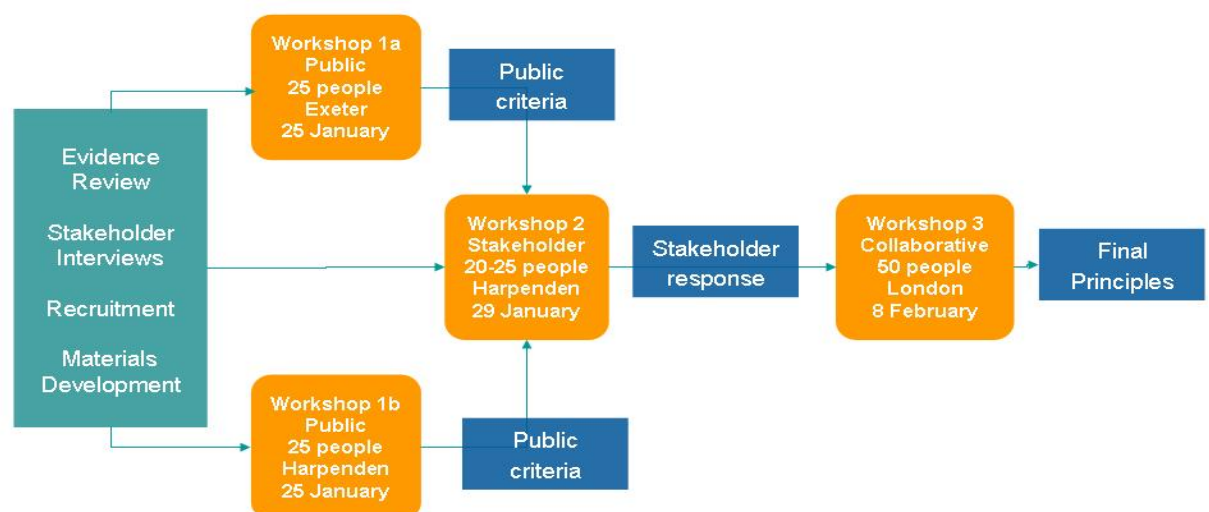 Evidence
Review
Stakeholder
Interviews
Recruitment
Materials
Development
Workshop 1a
Public
25 people
Exeter
25 January
Public
criteria
Workshop 1b
Public
25 people
Harpenden
25 January
Public
criteria
Workshop 2
Stakeholder
20-25 people
Harpenden
29 January
Stakeholder
response
Workshop 3
Collaborative
50 people
London
8 February
Final
Principles